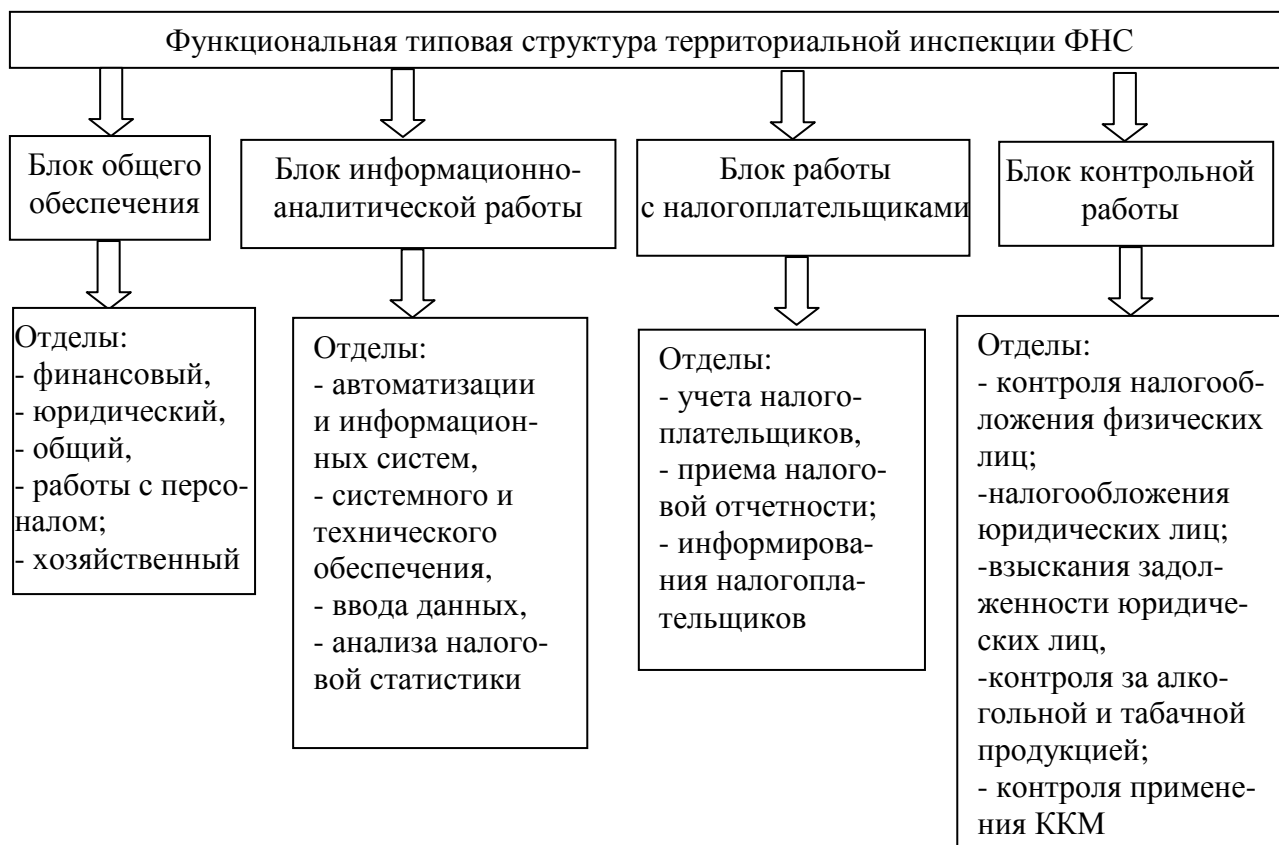 Функциональная типовая структура территориальной инспекции ФНС
Блок общего
обеспечения
Блок информационно-
аналитической работы
Блок работы
с налогоплательщиками
Блок контрольной
работы
Отделы:
- финансовый,
- юридический,
- общий,
- работы с персо-
налом;
- хозяйственный
Отделы:
- автоматизации
и информацион-
ных систем,
- системного и
технического
обеспечения,
- ввода данных,
- анализа налого-
вой статистики
Отделы:
- учета налого-
плательщиков,
- приема налого-
вой отчетности;
- информирова-
ния налогопла-
тельщиков
Отделы:
- контроля налогооб-
ложения физических
лиц;
-налогообложения
юридических лиц;
-взыскания задол-
женности юридиче-
ских лиц,
-контроля за алко-
гольной и табачной
продукцией;
- контроля примене-
ния ККМ